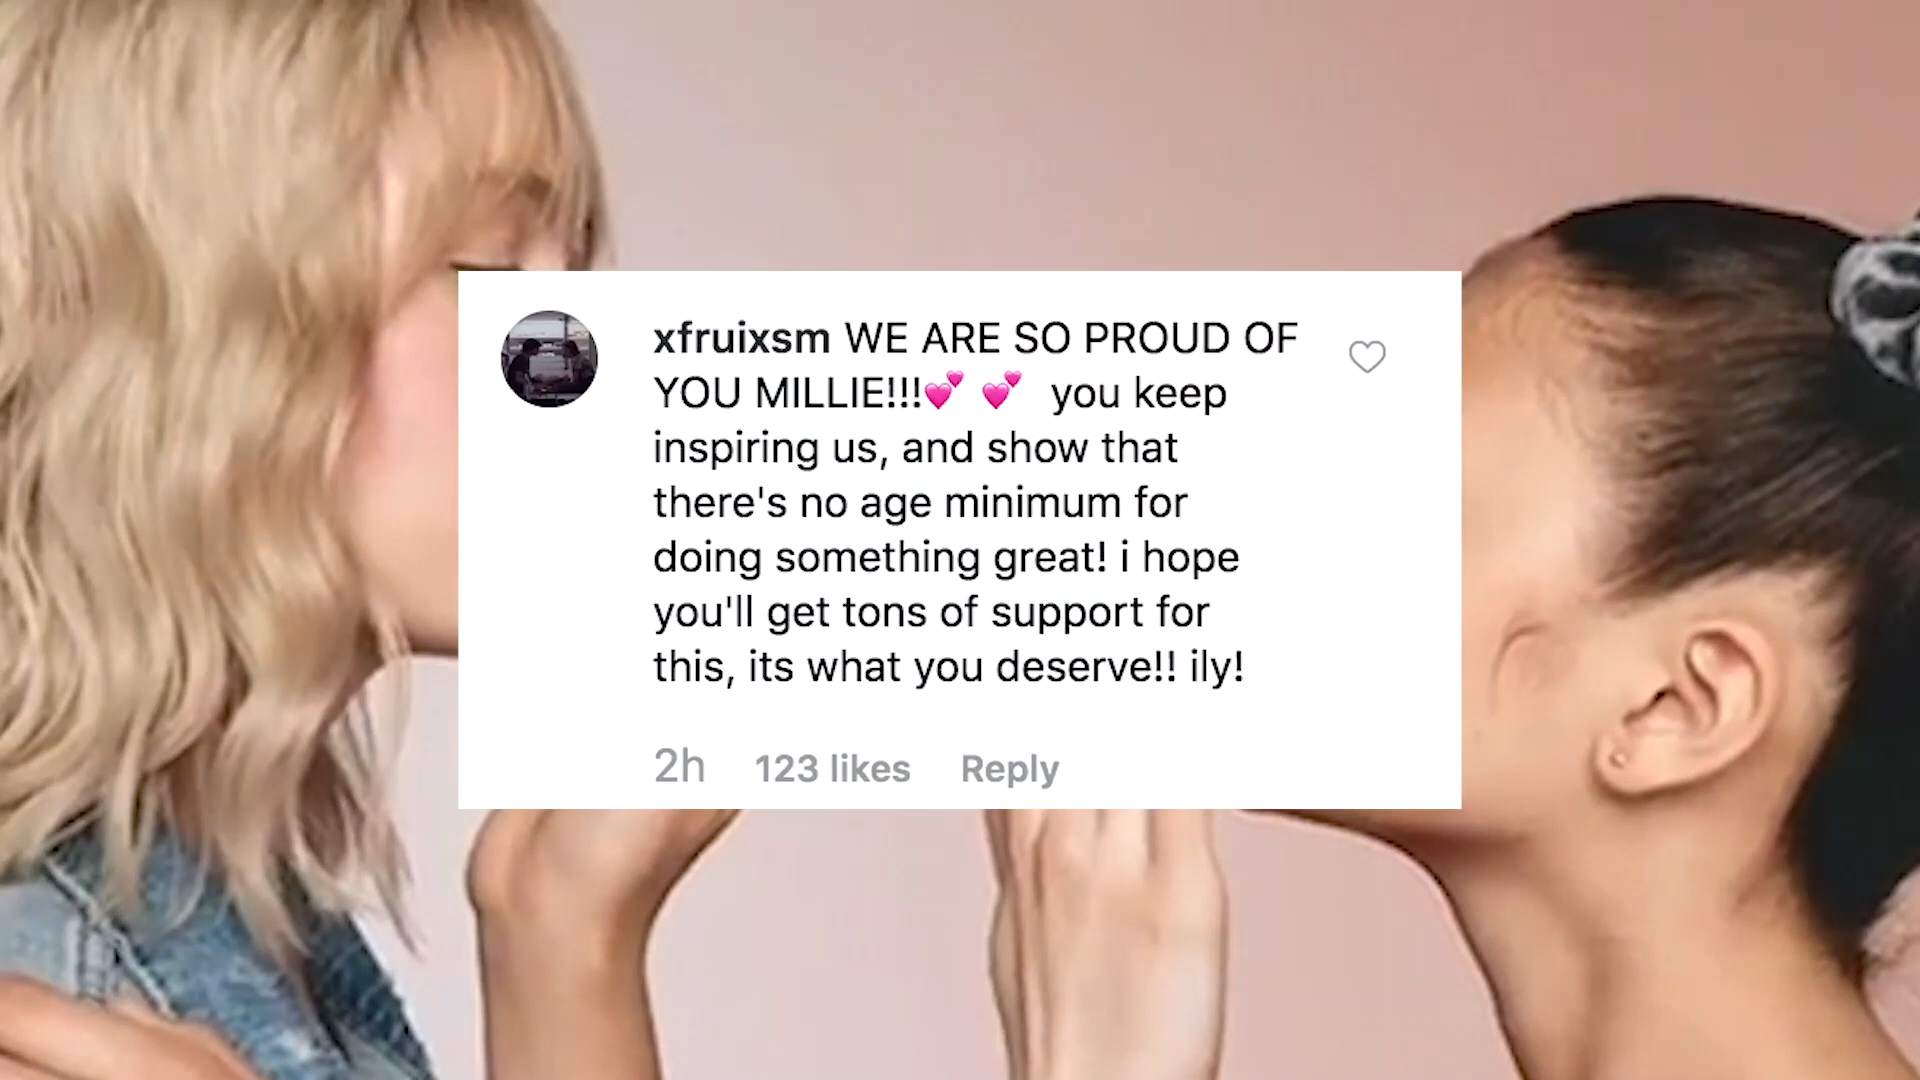 xfruixsm WE ARE SO PROUD OF
YOU MILLIE!!!💕 💕 you keep
inspiring us, and show that
there's no age minimum for
doing something great! i hope
you'll get tons of support for
this, its what you deserve!! ily!
2h 123 likes Reply